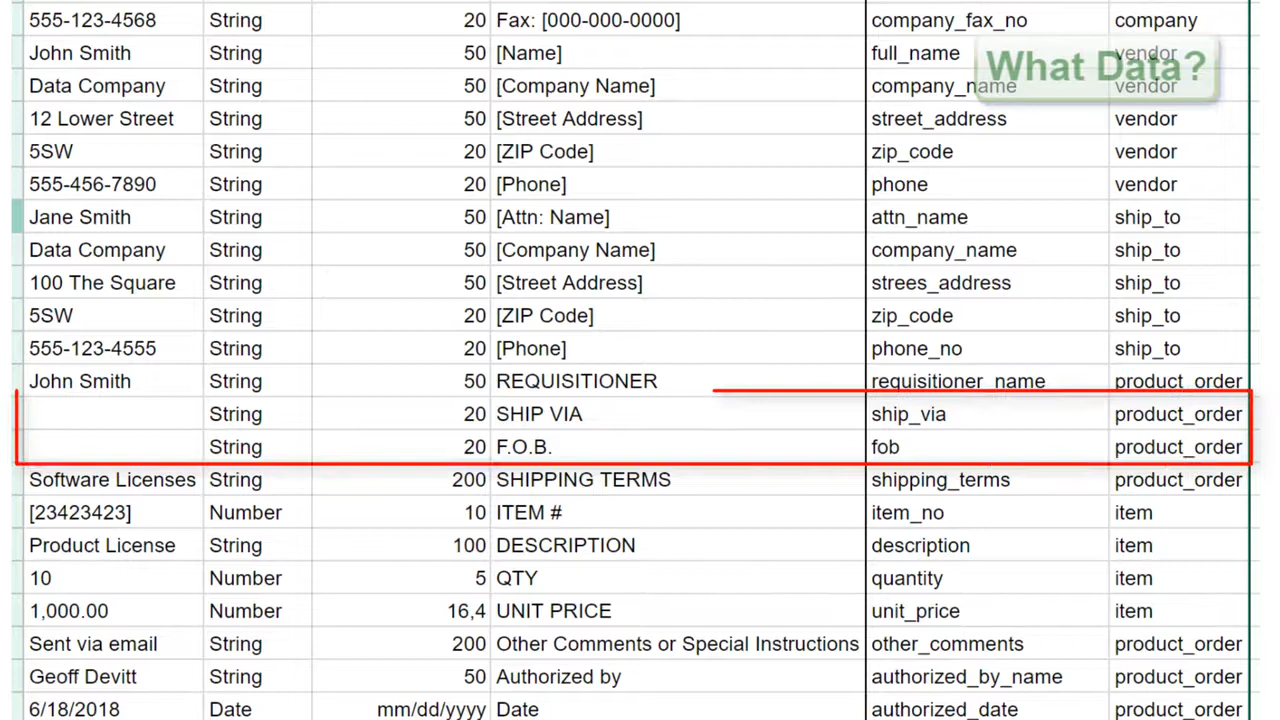 555-123-4568 String 20 Fax: [000-000-0000] company_fax_no company
John Smith String 50 [Name] full_name vendor
What Data?
Data Company String 50 [Company Name] company_name vendor
12 Lower Street String 50 [Street Address] street_address vendor
5SW String 20 [ZIP Code] zip_code vendor
555-456-7890 String 20 [Phone] phone vendor
Jane Smith String 50 [Attn: Name] attn_name ship_to
Data Company String 50 [Company Name] company_name ship_to
100 The Square String 50 [Street Address] strees_address ship_to
5SW String 20 [ZIP Code] zip_code ship_to
555-123-4555 String 20 [Phone] phone_no ship_to
John Smith String 50 REQUISITIONER requisitioner_name product_order
String 20 SHIP VIA ship_via product_order
String 20 F.O.B. fob product_order
Software Licenses String 200 SHIPPING TERMS shipping_terms product_order
[23423423] Number 10 ITEM # item_no item
Product License String 100 DESCRIPTION description item
10 Number 5 QTY quantity item
1,000.00 Number 16,4 UNIT PRICE unit_price item
Sent via email String 200 Other Comments or Special Instructions other_comments product_order
Geoff Devitt String 50 Authorized by authorized_by_name product_order
6/18/2018 Date mm/dd/yyyy Date authorized_date product_order